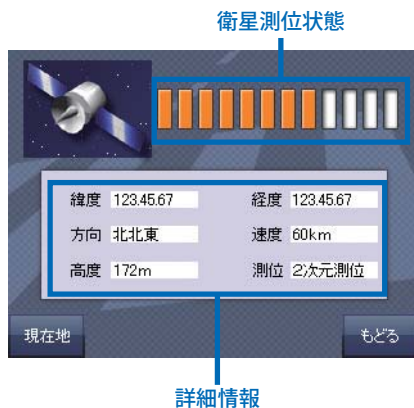 衛星測位状態
緯度 123.45.67 経度 123.45.67
方向 北北東 速度 60km
高度 172m 測位 2次元測位
現在地 もどる
詳細情報